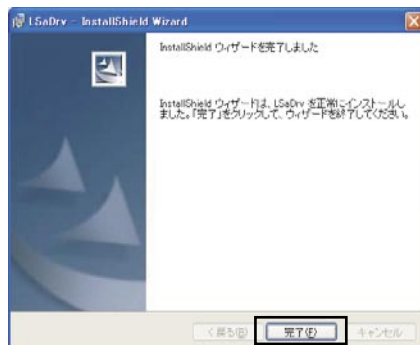 LSaDrv - InstallShield Wizard
InstallShield ウィザードを完了しました
InstallShield ウィザードは、LSaDrv を正常にインストールし
ました。「完了」をクリックして、ウィザードを終了してください。
< 戻る(B)
完了(F)
キャンセル